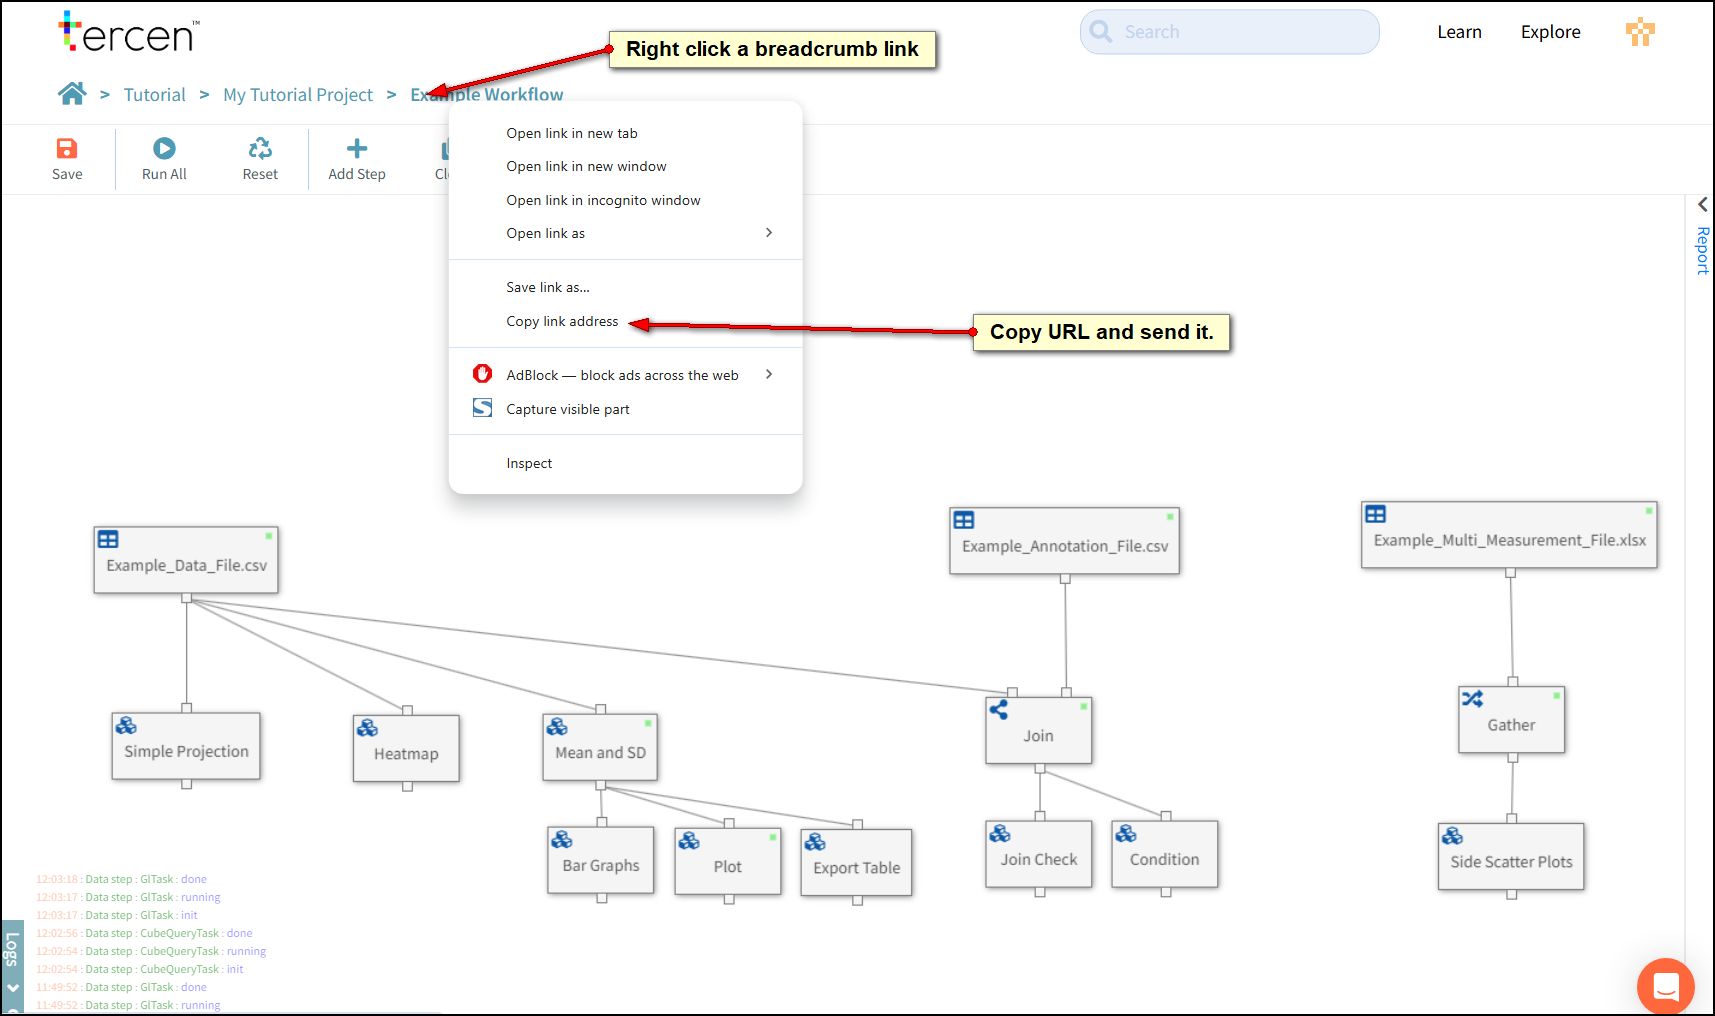 tercen™
Search
Learn
Explore
Right click a breadcrumb link
> Tutorial > My Tutorial Project > Example Workflow
Save
Run All
Reset
Add Step
Open link in new tab
Open link in new window
Open link in incognito window
Open link as
Save link as...
Copy link address
AdBlock — block ads across the web
Capture visible part
Inspect
Copy URL and send it.
Report
Example_Data_File.csv
Example_Annotation_File.csv
Example_Multi_Measurement_File.xlsx
Simple Projection
Heatmap
Mean and SD
Join
Gather
Bar Graphs
Plot
Export Table
Join Check
Condition
Side Scatter Plots
12:03:18 : Data step : GlTask : done
12:03:17 : Data step : GlTask : running
12:03:17 : Data step : GlTask : init
12:02:56 : Data step : CubeQueryTask : done
12:02:54 : Data step : CubeQueryTask : running
12:02:54 : Data step : CubeQueryTask : init
11:49:52 : Data step : GlTask : done
11:49:52 : Data step : GlTask : running
Logs